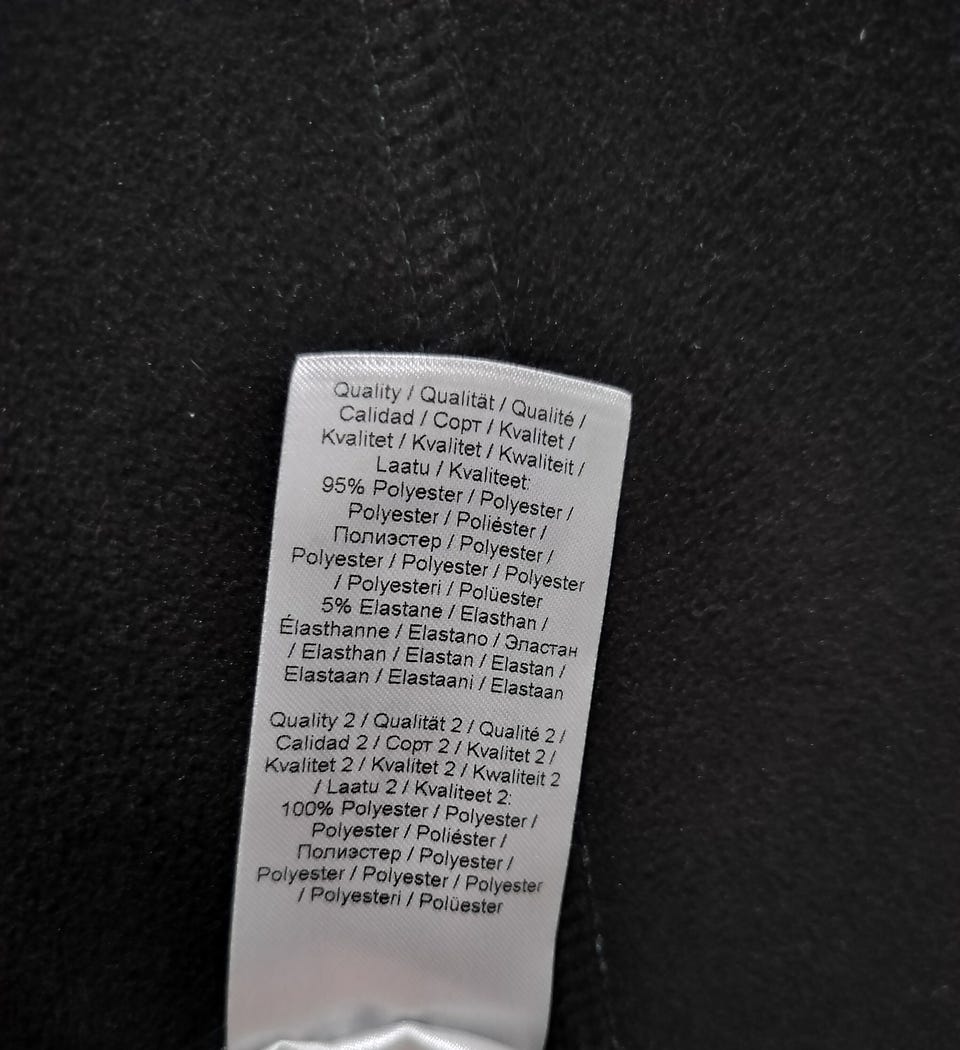 Quality / Qualität / Qualité /
Calidad / Сорт / Kvalitet /
Kvalitet / Kvalitet / Kwaliteit /
Laatu / Kvaliteet:
95% Polyester / Polyester /
Polyester / Poliéster /
Полиэстер / Polyester /
Polyester / Polyester / Polyester
/ Polyesteri / Polüester
5% Elastane / Elasthan /
Élasthanne / Elastano / Эластан
/ Elasthan / Elastan / Elastan /
Elastaan / Elastaani / Elastaan
Quality 2 / Qualität 2 / Qualité 2 /
Calidad 2 / Сорт 2 / Kvalitet 2 /
Kvalitet 2 / Kvalitet 2 / Kwaliteit 2
/ Laatu 2 / Kvaliteet 2:
100% Polyester / Polyester /
Polyester / Poliéster /
Полиэстер / Polyester /
Polyester / Polyester / Polyester
/ Polyesteri / Polüester